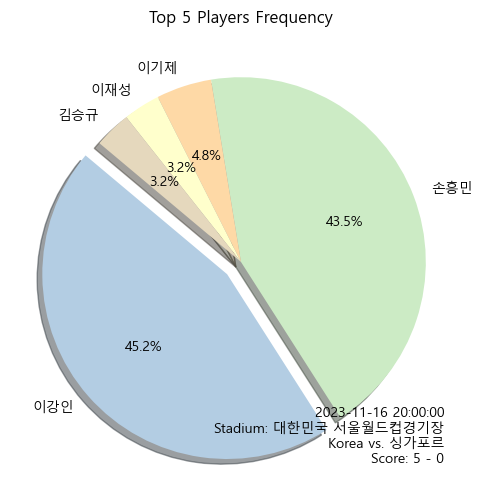 Top 5 Players Frequency
이기제
이재성
김승규
손흥민
이강인
4.8%
3.2%
3.2%
43.5%
45.2%
2023-11-16 20:00:00
Stadium: 대한민국 서울월드컵경기장
Korea vs. 싱가포르
Score: 5 - 0